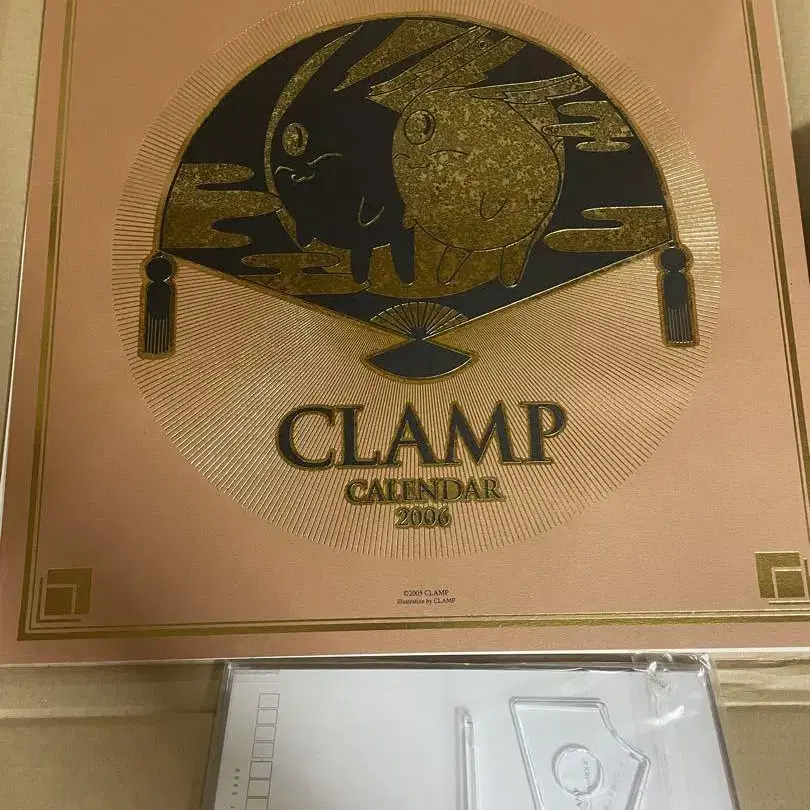 CLAMP
CALENDAR
2006
©2005 CLAMP
Illustration by CLAMP